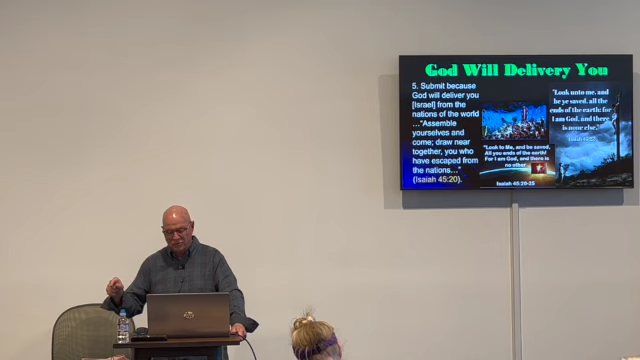 God Will Delivery You
5. Submit because
God will deliver you
[Israel] from the
nations of the world
…"Assemble
yourselves and
come; draw near
together, you who
have escaped from
the nations…"
(Isaiah 45:20).
"Look unto me, and
be ye saved, all the
ends of the earth: for
I am God, and there
is none else."
"Look to Me, and be saved,
All you ends of the earth!
For I am God, and there is
no other
Isaiah 45:20-25
hp